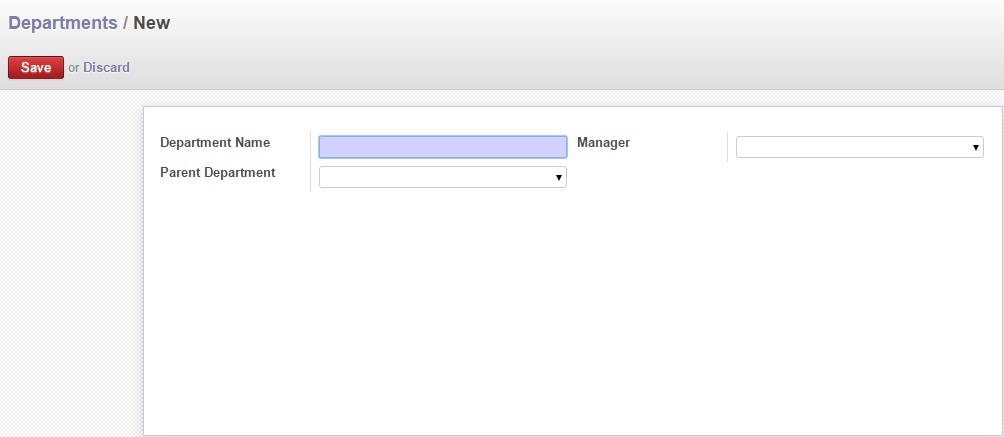 Departments / New
Save or Discard
Department Name
Manager
Parent Department